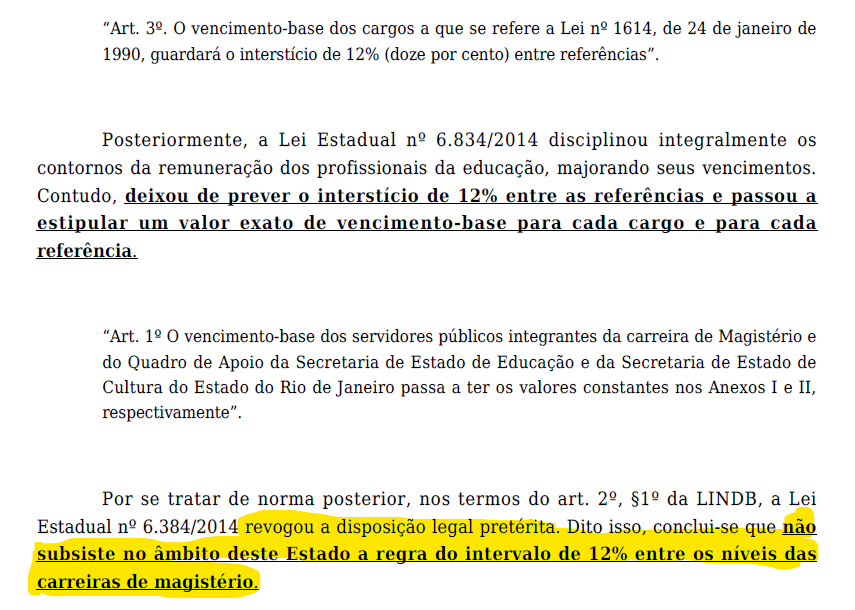 “Art. 3º. O vencimento-base dos cargos a que se refere a Lei nº 1614, de 24 de janeiro de
1990, guardará o interstício de 12% (doze por cento) entre referências”.
Posteriormente, a Lei Estadual nº 6.834/2014 disciplinou integralmente os
contornos da remuneração dos profissionais da educação, majorando seus vencimentos.
Contudo, deixou de prever o interstício de 12% entre as referências e passou a
estipular um valor exato de vencimento-base para cada cargo e para cada
referência.
“Art. 1º O vencimento-base dos servidores públicos integrantes da carreira de Magistério e
do Quadro de Apoio da Secretaria de Estado de Educação e da Secretaria de Estado de
Cultura do Estado do Rio de Janeiro passa a ter os valores constantes nos Anexos I e II,
respectivamente”.
Por se tratar de norma posterior, nos termos do art. 2º, §1º da LINDB, a Lei
Estadual nº 6.384/2014 revogou a disposição legal pretérita. Dito isso, conclui-se que não
subsiste no âmbito deste Estado a regra do intervalo de 12% entre os níveis das
carreiras de magistério.